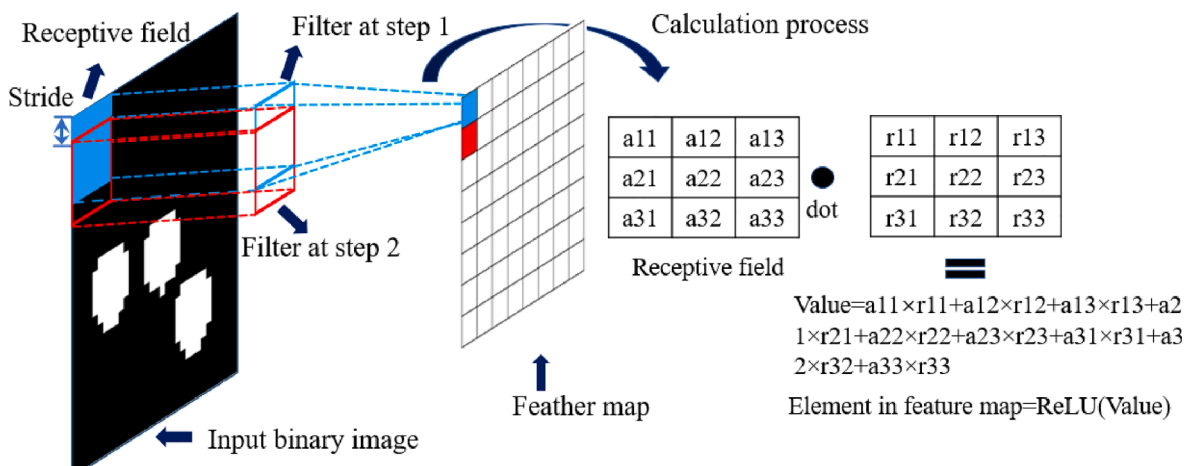 Receptive field
Filter at step 1
Calculation process
Stride
a11 a12 a13
a21 a22 a23
a31 a32 a33
dot
r11 r12 r13
r21 r22 r23
r31 r32 r33
Filter at step 2
Receptive field
Value=a11×r11+a12×r12+a13×r13+a2
1×r21+a22×r22+a23×r23+a31×r31+a3
2×r32+a33×r33
Feather map
Element in feature map=ReLU(Value)
Input binary image